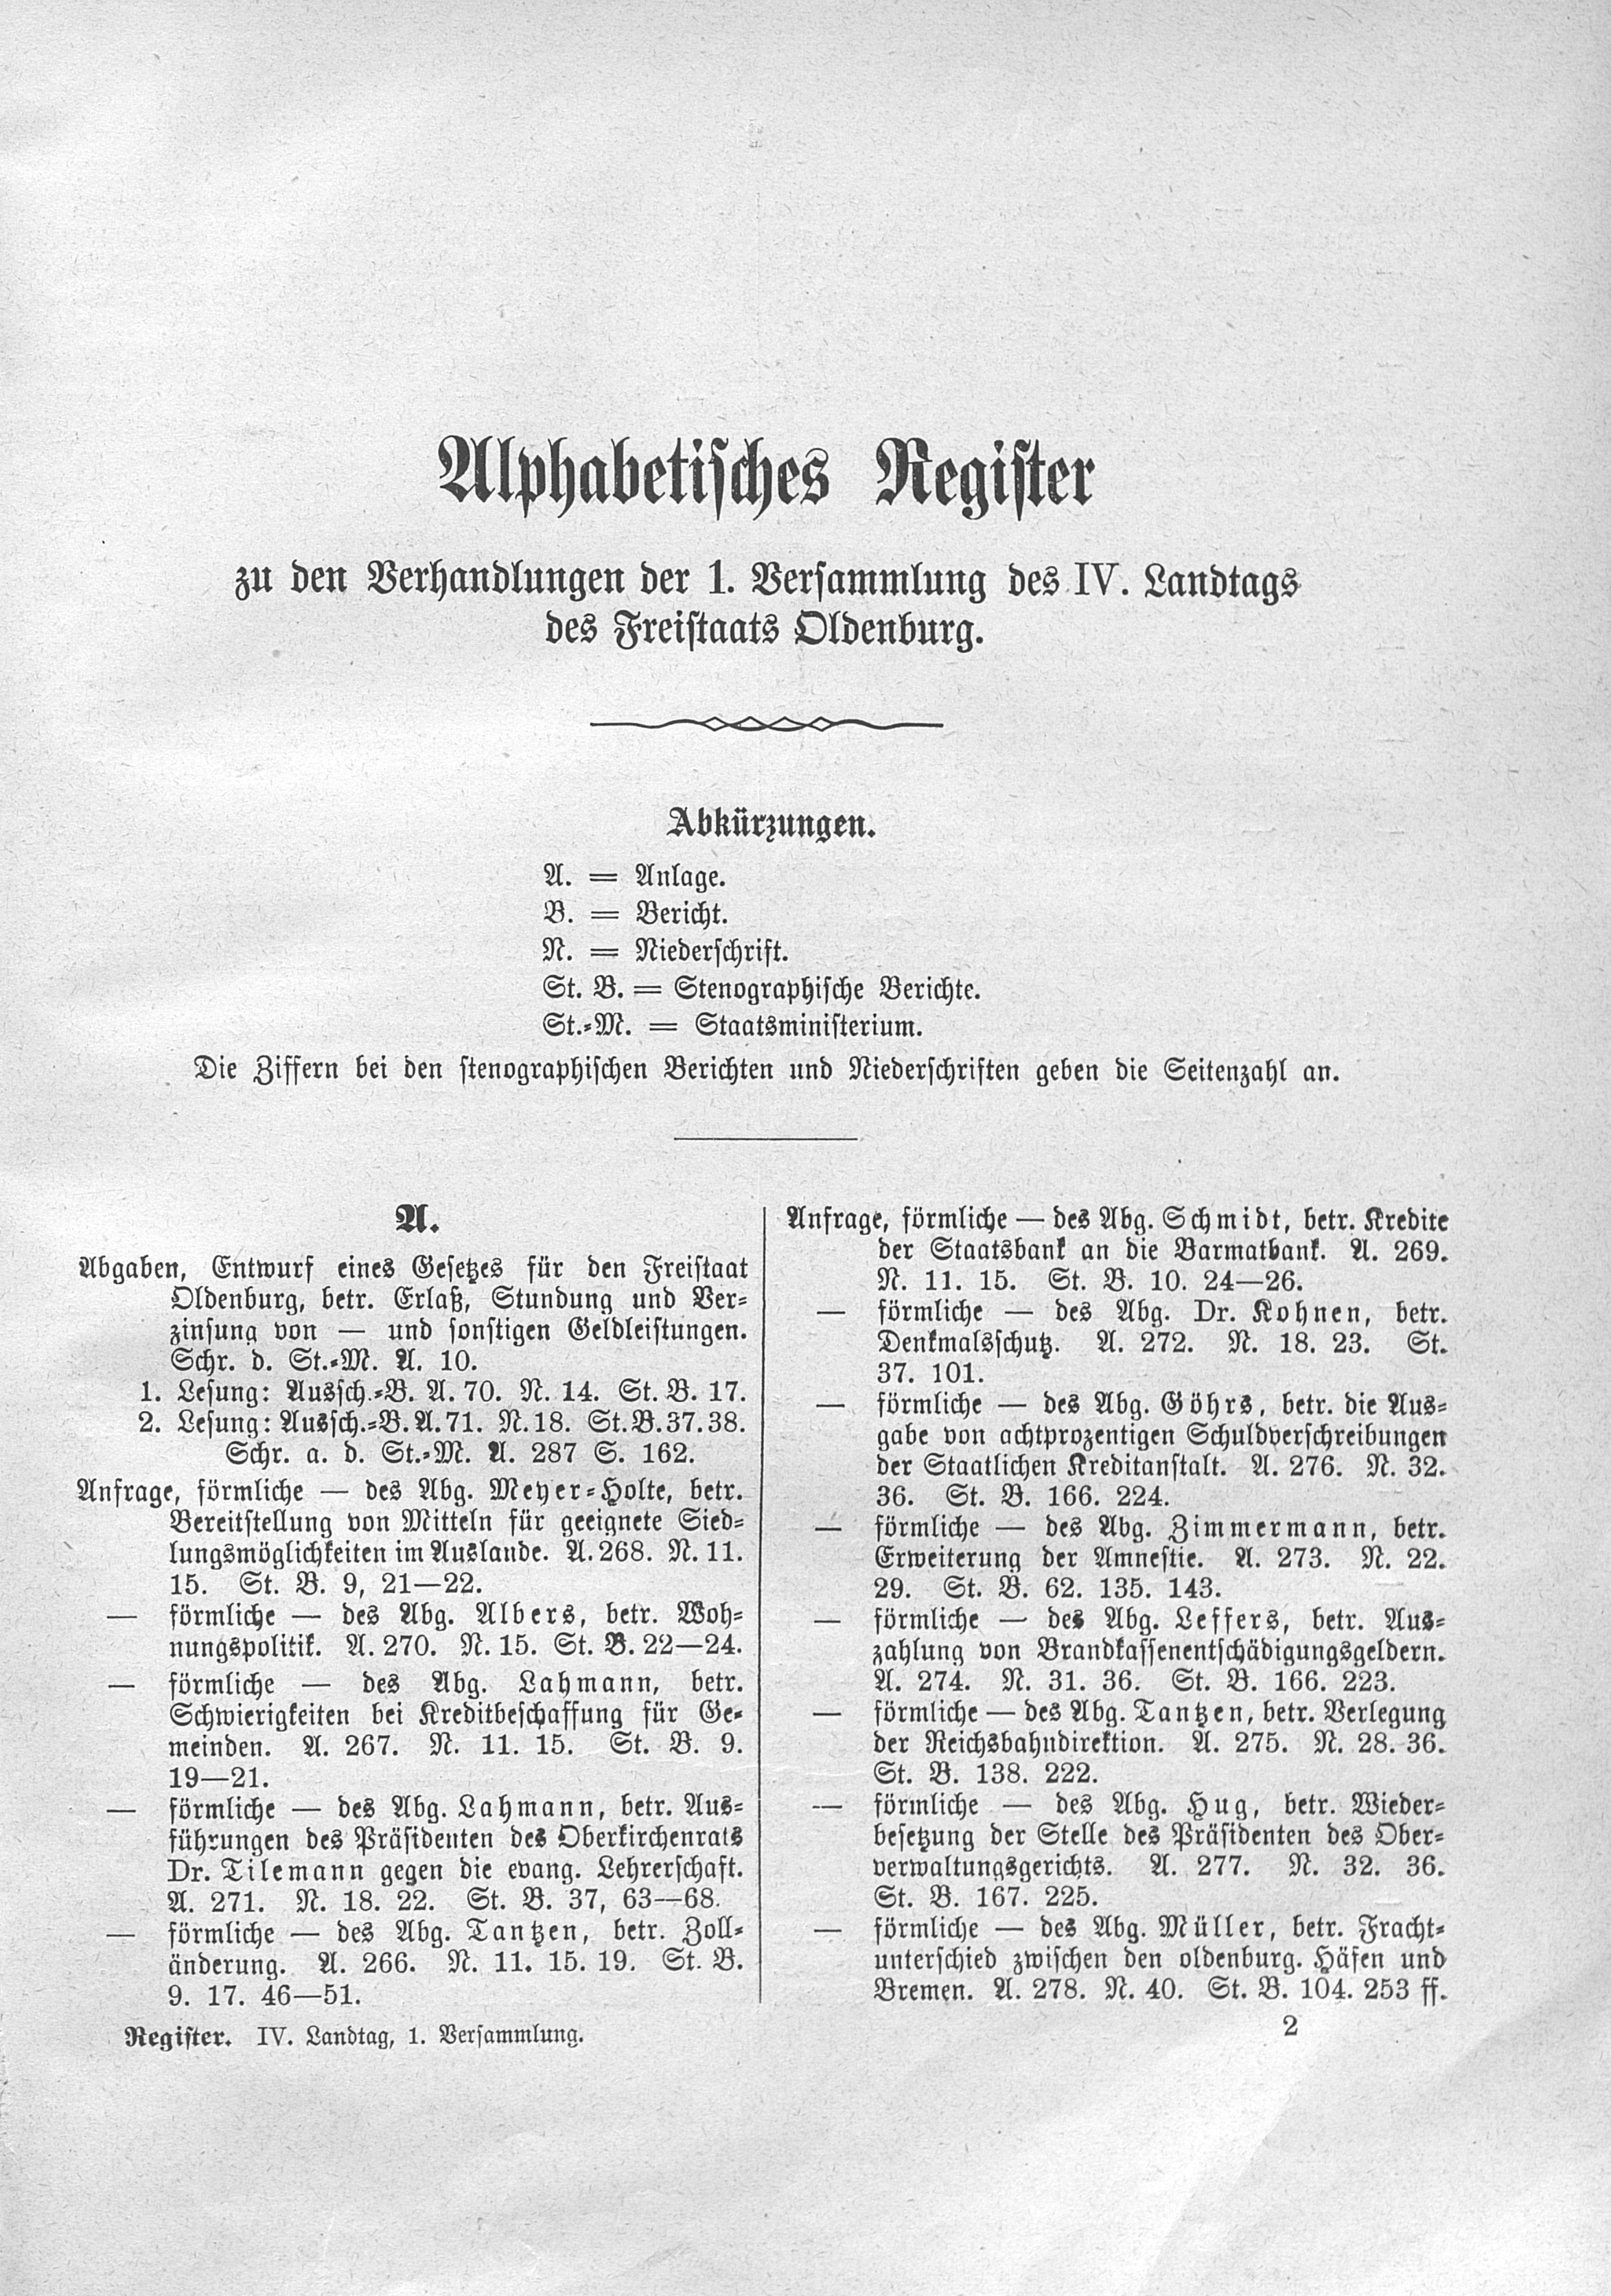 Alphabetisches Register
zu den Verhandlungen der 1. Versammlung des IV. Landtags
des Freistaats Oldenburg.
Abkürzungen.
A. = Anlage.
B. = Bericht.
N. = Niederschrift.
St. B. = Stenographische Berichte.
St.=M. = Staatsministerium.
Die Ziffern bei den stenographischen Berichten und Niederschriften geben die Seitenzahl an.
A.
Abgaben, Entwurf eines Gesetzes für den Freistaat
Oldenburg, betr. Erlaß, Stundung und Ver=
zinsung von — und sonstigen Geldleistungen.
Schr. d. St.=M. A. 10.
1. Lesung: Aussch.=B. A. 70. N. 14. St. B. 17.
2. Lesung: Aussch.=B. A. 71. N. 18. St. B. 37. 38.
Schr. a. d. St.=M. A. 287 S. 162.
Anfrage, förmliche — des Abg. Meyer=Holte, betr.
Bereitstellung von Mitteln für geeignete Sied=
lungsmöglichkeiten im Auslande. A. 268. N. 11.
15. St. B. 9, 21—22.
— förmliche — des Abg. Albers, betr. Woh=
nungspolitik. A. 270. N. 15. St. B. 22—24.
— förmliche — des Abg. Lahmann, betr.
Schwierigkeiten bei Kreditbeschaffung für Ge=
meinden. A. 267. N. 11. 15. St. B. 9.
19—21.
— förmliche — des Abg. Lahmann, betr. Aus=
führungen des Präsidenten des Oberkirchenrats
Dr. Tilemann gegen die evang. Lehrerschaft.
A. 271. N. 18. 22. St. B. 37, 63—68.
— förmliche — des Abg. Tantzen, betr. Zoll=
änderung. A. 266. N. 11. 15. 19. St. B.
9. 17. 46—51.
Anfrage, förmliche — des Abg. Schmidt, betr. Kredite
der Staatsbank an die Barmatbank. A. 269.
N. 11. 15. St. B. 10. 24—26.
— förmliche — des Abg. Dr. Kohnen, betr.
Denkmalsschutz. A. 272. N. 18. 23. St.
37. 101.
— förmliche — des Abg. Göhrs, betr. die Aus=
gabe von achtprozentigen Schuldverschreibungen
der Staatlichen Kreditanstalt. A. 276. N. 32.
36. St. B. 166. 224.
— förmliche — des Abg. Zimmermann, betr.
Erweiterung der Amnestie. A. 273. N. 22.
29. St. B. 62. 135. 143.
— förmliche — des Abg. Leffers, betr. Aus=
zahlung von Brandkassenentschädigungsgeldern.
A. 274. N. 31. 36. St. B. 166. 223.
— förmliche — des Abg. Tantzen, betr. Verlegung
der Reichsbahndirektion. A. 275. N. 28. 36.
St. B. 138. 222.
— förmliche — des Abg. Hug, betr. Wieder=
besetzung der Stelle des Präsidenten des Ober=
verwaltungsgerichts. A. 277. N. 32. 36.
St. B. 167. 225.
— förmliche — des Abg. Müller, betr. Fracht=
unterschied zwischen den oldenburg. Häfen und
Bremen. A. 278. N. 40. St. B. 104. 253 ff.
Register. IV. Landtag, 1. Versammlung.
2